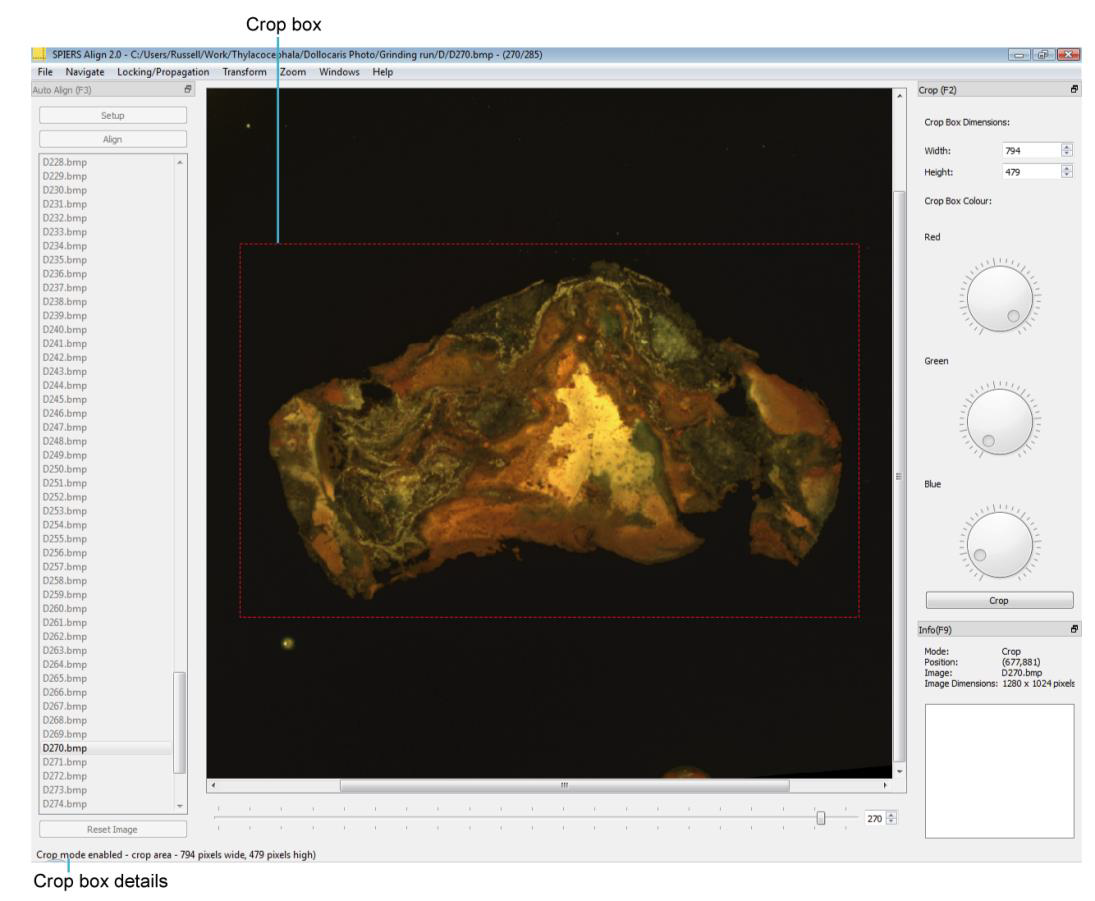 Crop box
SPIERS Align 2.0 - C:/Users/Russell/Work/Thylacocephala/Dollocaris Photo/Grinding run/D/D270.bmp - (270/285)
File Navigate Locking/Propagation Transform Zoom Windows Help
Auto Align (F3)
Setup
Align
D228.bmp
D229.bmp
D230.bmp
D231.bmp
D232.bmp
D233.bmp
D234.bmp
D235.bmp
D236.bmp
D237.bmp
D238.bmp
D239.bmp
D240.bmp
D241.bmp
D242.bmp
D243.bmp
D244.bmp
D245.bmp
D246.bmp
D247.bmp
D248.bmp
D249.bmp
D250.bmp
D251.bmp
D252.bmp
D253.bmp
D254.bmp
D255.bmp
D256.bmp
D257.bmp
D258.bmp
D259.bmp
D260.bmp
D261.bmp
D262.bmp
D263.bmp
D264.bmp
D265.bmp
D266.bmp
D267.bmp
D268.bmp
D269.bmp
D270.bmp
D271.bmp
D272.bmp
D273.bmp
D274.bmp
Reset Image
270
Crop (F2)
Crop Box Dimensions:
Width: 794
Height: 479
Crop Box Colour:
Red
Green
Blue
Crop
Info(F9)
Mode: Crop
Position: (677,881)
Image: D270.bmp
Image Dimensions: 1280 x 1024 pixels
Crop mode enabled - crop area - 794 pixels wide, 479 pixels high)
Crop box details